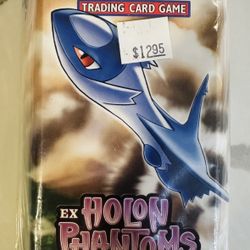 TRADING CARD GAME
$1295
EX HOLON
PHANTOMS